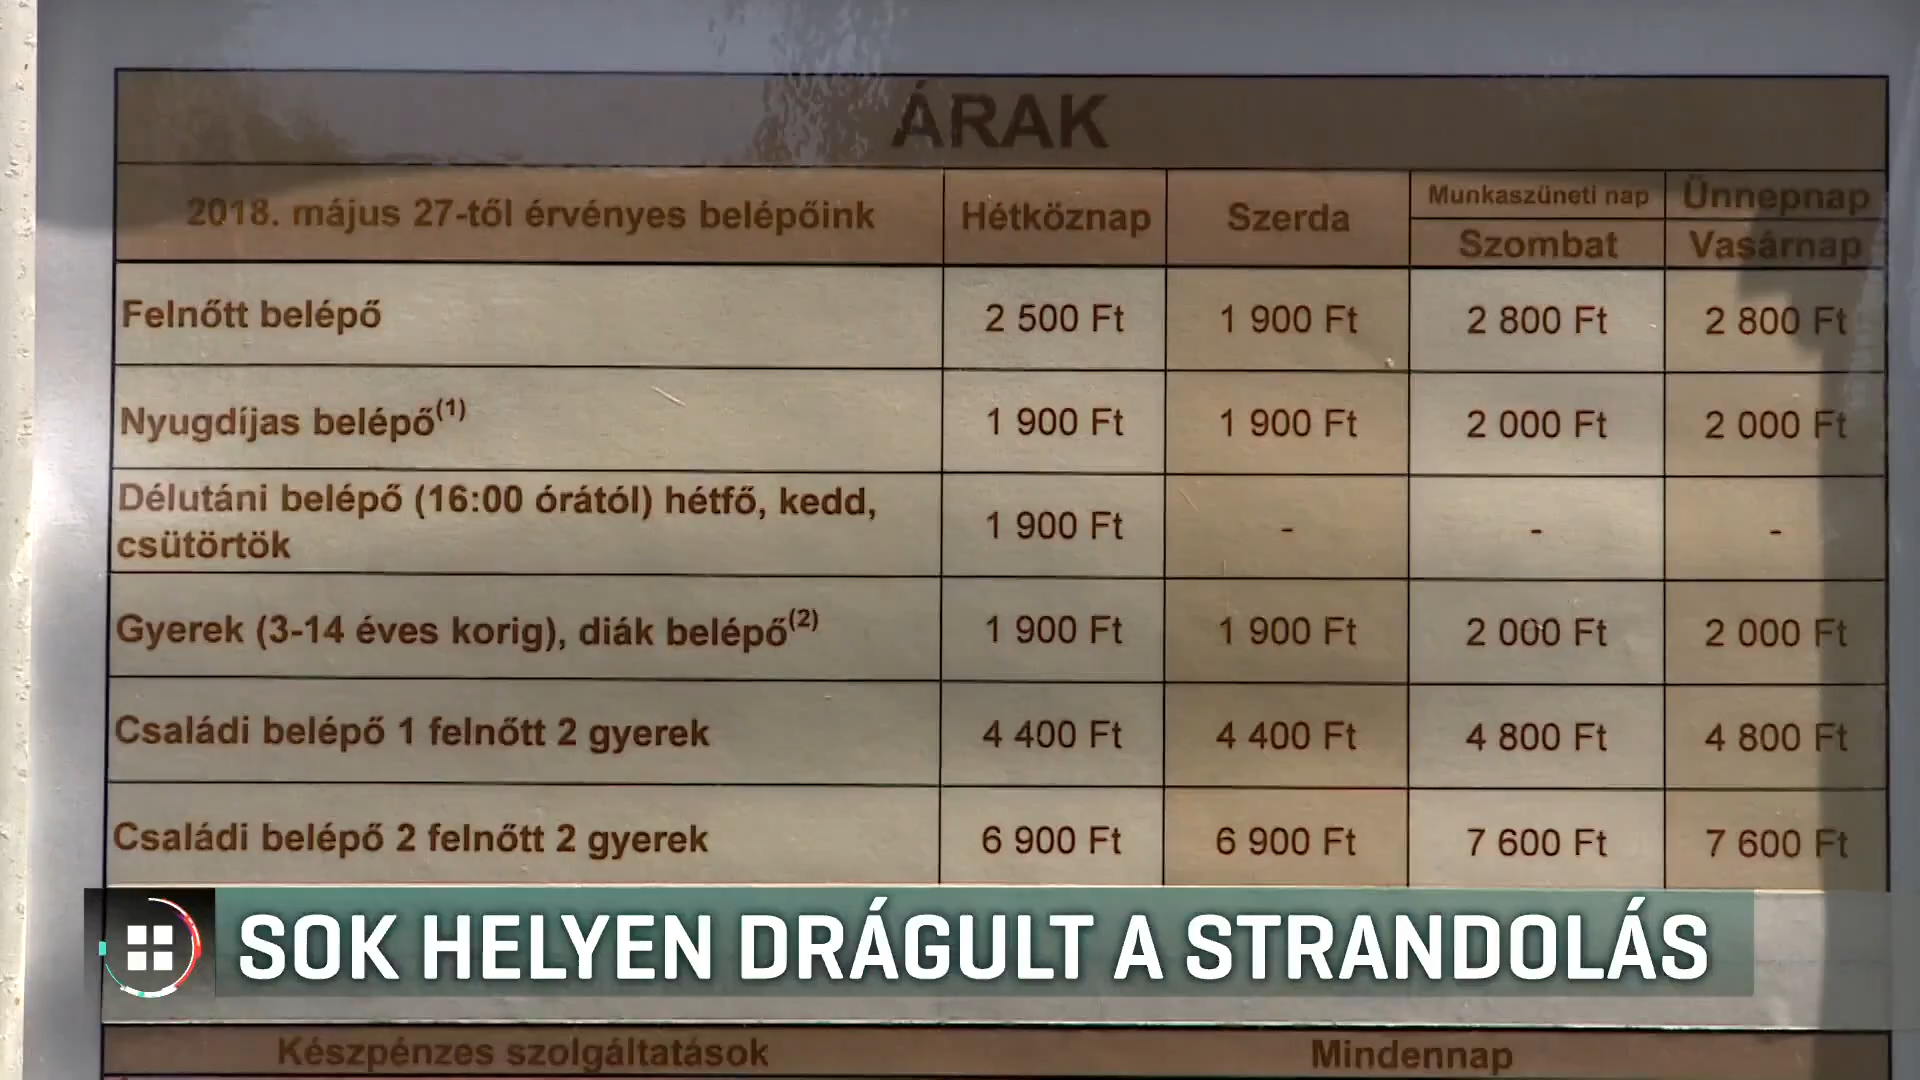 ÁRAK
2018. május 27-től érvényes belépőink
Hétköznap
Szerda
Munkaszüneti nap
Szombat
Ünnepnap
Vasárnap
Felnőtt belépő 2 500 Ft 1 900 Ft 2 800 Ft 2 800 Ft
Nyugdíjas belépő(1) 1 900 Ft 1 900 Ft 2 000 Ft 2 000 Ft
Délutáni belépő (16:00 órától) hétfő, kedd,
csütörtök
1 900 Ft - - -
Gyerek (3-14 éves korig), diák belépő(2) 1 900 Ft 1 900 Ft 2 000 Ft 2 000 Ft
Családi belépő 1 felnőtt 2 gyerek 4 400 Ft 4 400 Ft 4 800 Ft 4 800 Ft
Családi belépő 2 felnőtt 2 gyerek 6 900 Ft 6 900 Ft 7 600 Ft 7 600 Ft
SOK HELYEN DRÁGULT A STRANDOLÁS
Készpénzes szolgáltatások Mindennap